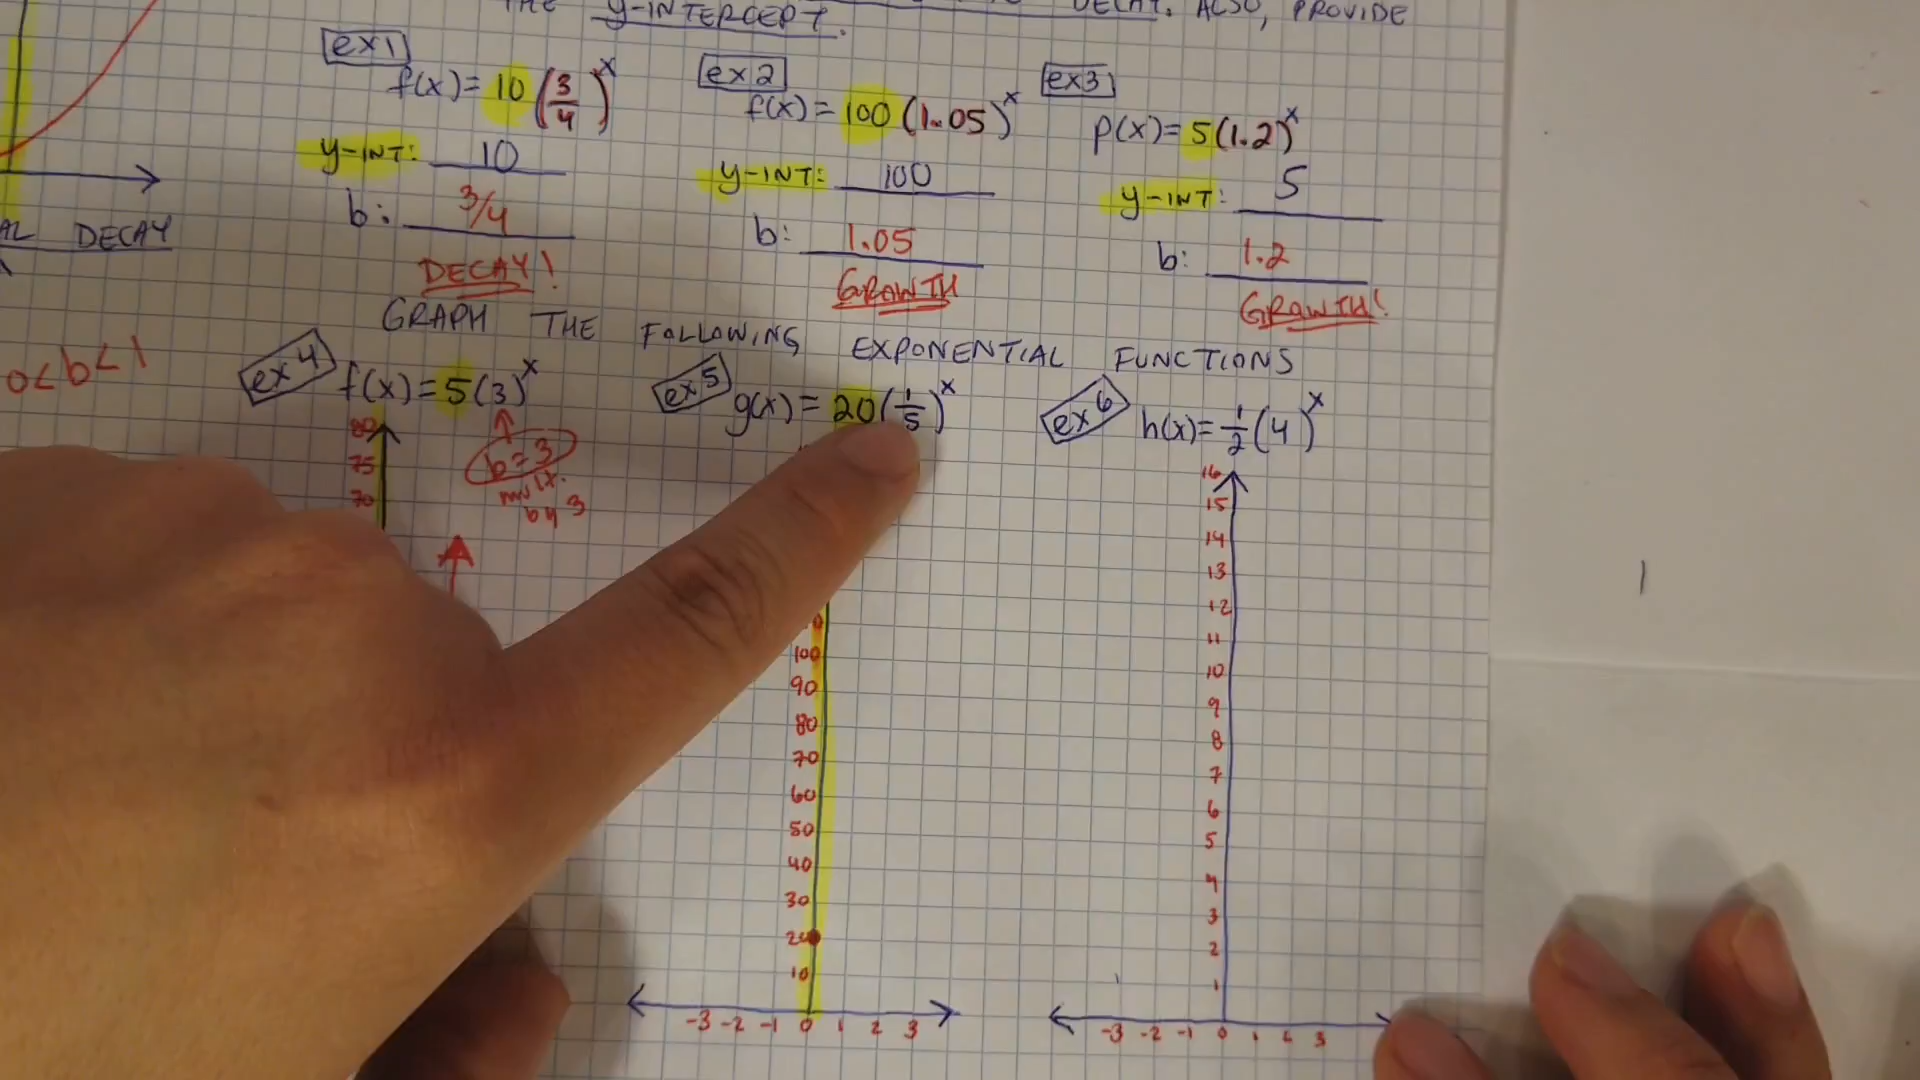 THE y-INTERCEPT. DECAY. ALSO, PROVIDE
ex1
f(x) = 10 (3/4)^x
y-INT: 10
b: 3/4
DECAY!
ex2
f(x) = 100 (1.05)^x
y-INT: 100
b: 1.05
GROWTH
ex3
p(x) = 5(1.2)^x
y-INT: 5
b: 1.2
GROWTH!
AL DECAY
0<b<1
GRAPH THE FOLLOWING EXPONENTIAL FUNCTIONS
ex4
f(x) = 5(3)^x
b=3
mult.
by 3
80
75
70
ex5
g(x) = 20(1/5)^x
100
90
80
70
60
50
40
30
20
10
-3 -2 -1 0 1 2 3
ex6
h(x) = 1/2 (4)^x
16
15
14
13
12
11
10
9
8
7
6
5
4
3
2
1
-3 -2 -1 0 1 2 3